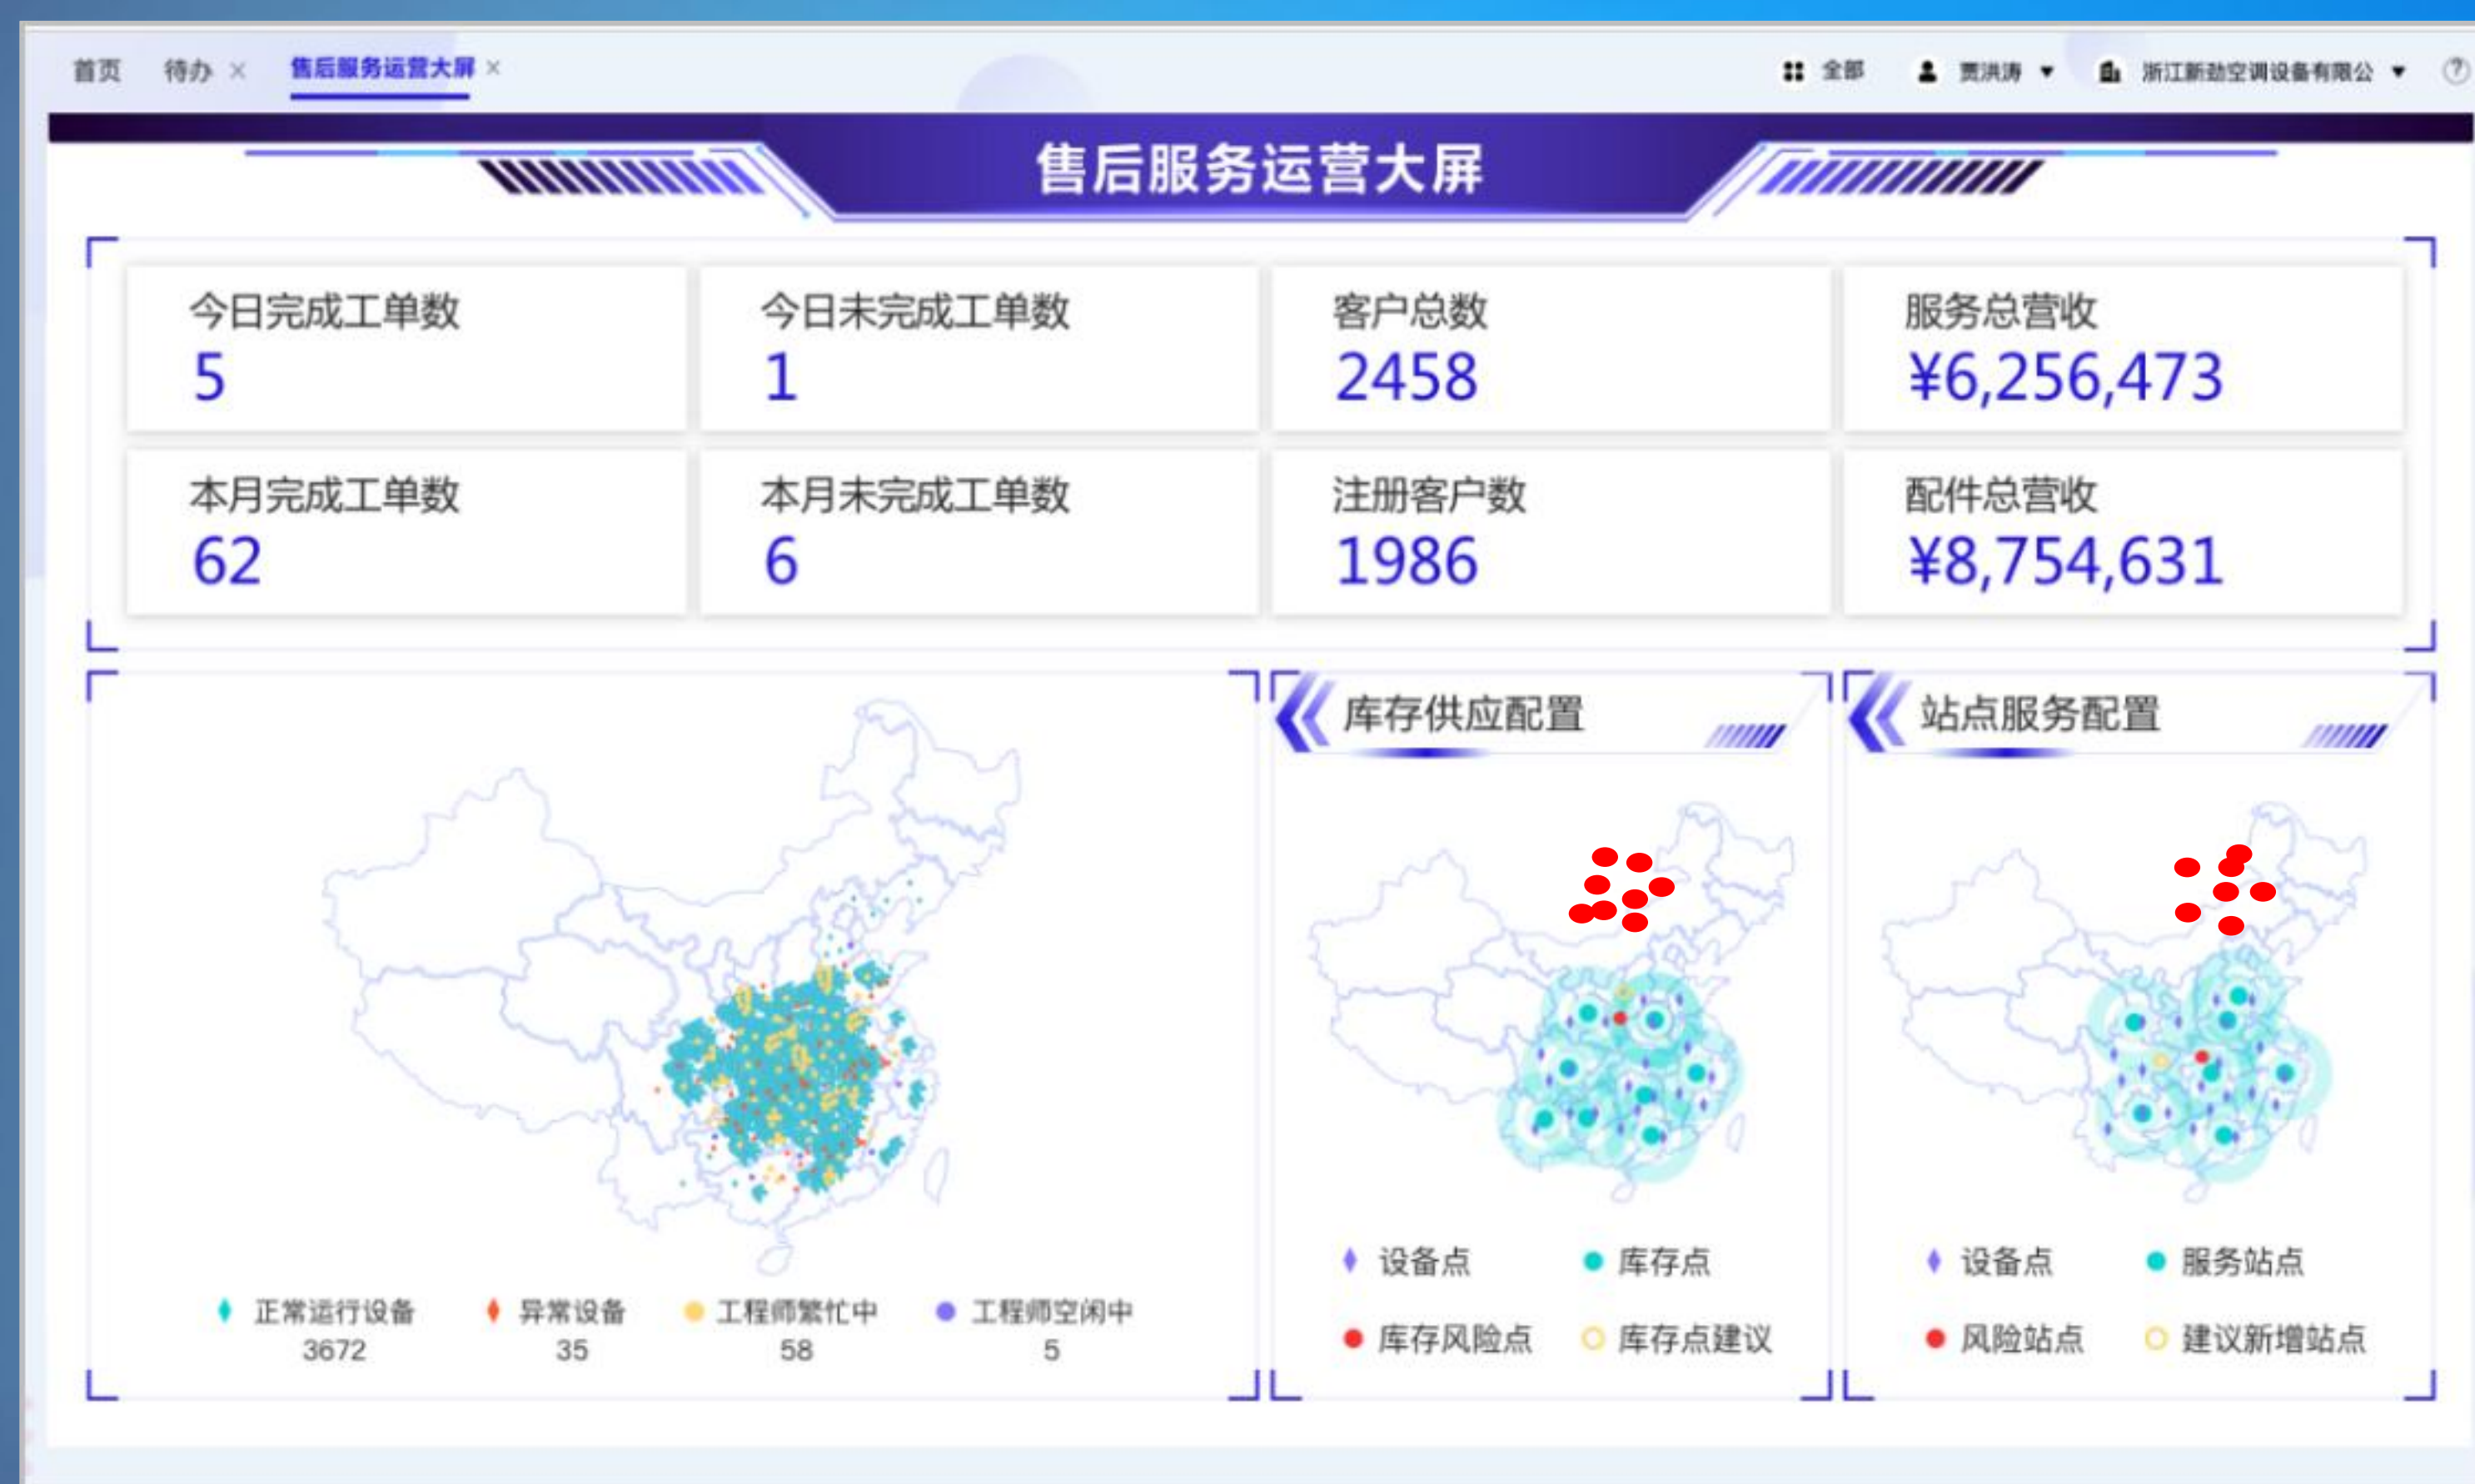 首页 待办 × 售后服务运营大屏 × 全部 贾洪涛 浙江新劲空调设备有限公 ?
售后服务运营大屏
今日完成工单数 今日未完成工单数 客户总数 服务总营收
5 1 2458 ¥6,256,473
本月完成工单数 本月未完成工单数 注册客户数 配件总营收
62 6 1986 ¥8,754,631
库存供应配置 站点服务配置
设备点 库存点 设备点 服务站点
正常运行设备 异常设备 工程师繁忙中 工程师空闲中
3672 35 58 5
库存风险点 库存点建议 风险站点 建议新增站点